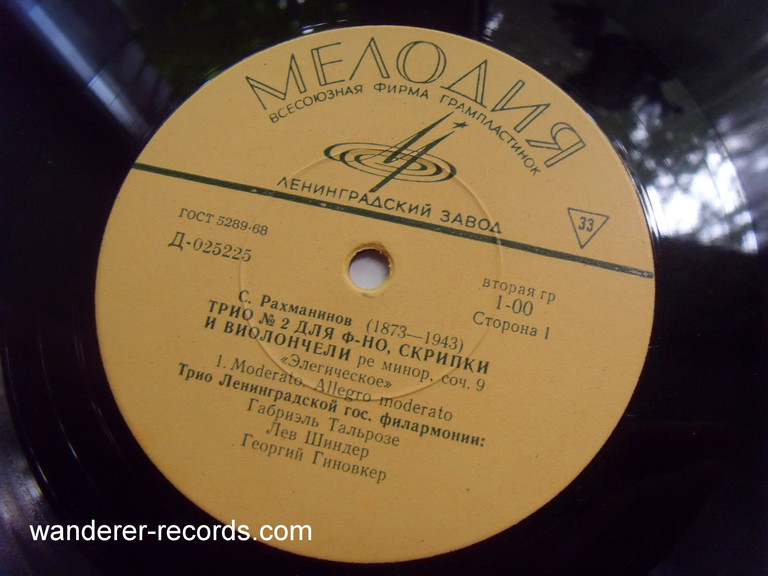 МЕЛОДИЯ
ВСЕСОЮЗНАЯ ФИРМА ГРАМПЛАСТИНОК
ЛЕНИНГРАДСКИЙ ЗАВОД
33
ГОСТ 5289-68
Д-025225
вторая гр
1-00
Сторона 1
С. Рахманинов (1873—1943)
ТРИО № 2 ДЛЯ Ф-НО, СКРИПКИ
И ВИОЛОНЧЕЛИ ре минор, соч. 9
«Элегическое»
1. Moderato. Allegro moderato
Трио Ленинградской гос. филармонии:
Габриэль Тальрозе
Лев Шиндер
Георгий Гиновкер
wanderer-records.com